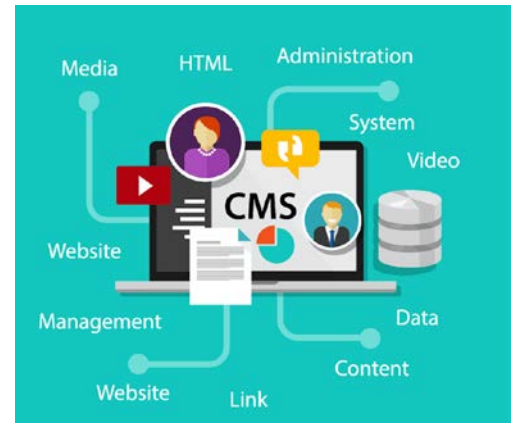 Administration
HTML
Media
System
Video
CMS
Website
Management
Data
Content
Website
Link